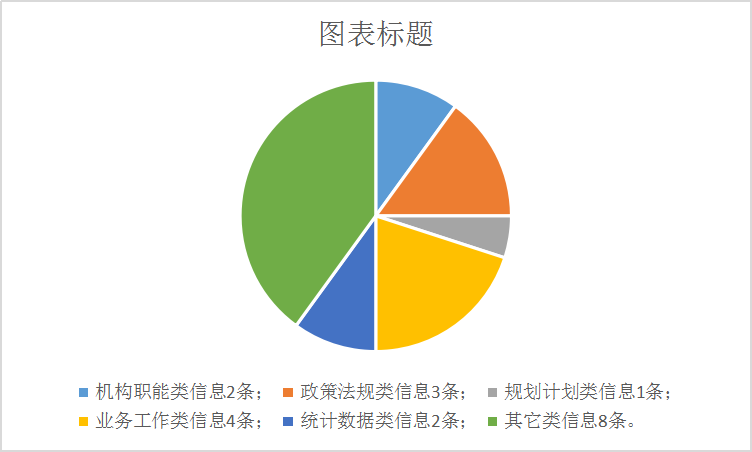 图表标题
机构职能类信息2条； 政策法规类信息3条； 规划计划类信息1条；
业务工作类信息4条； 统计数据类信息2条； 其它类信息8条。